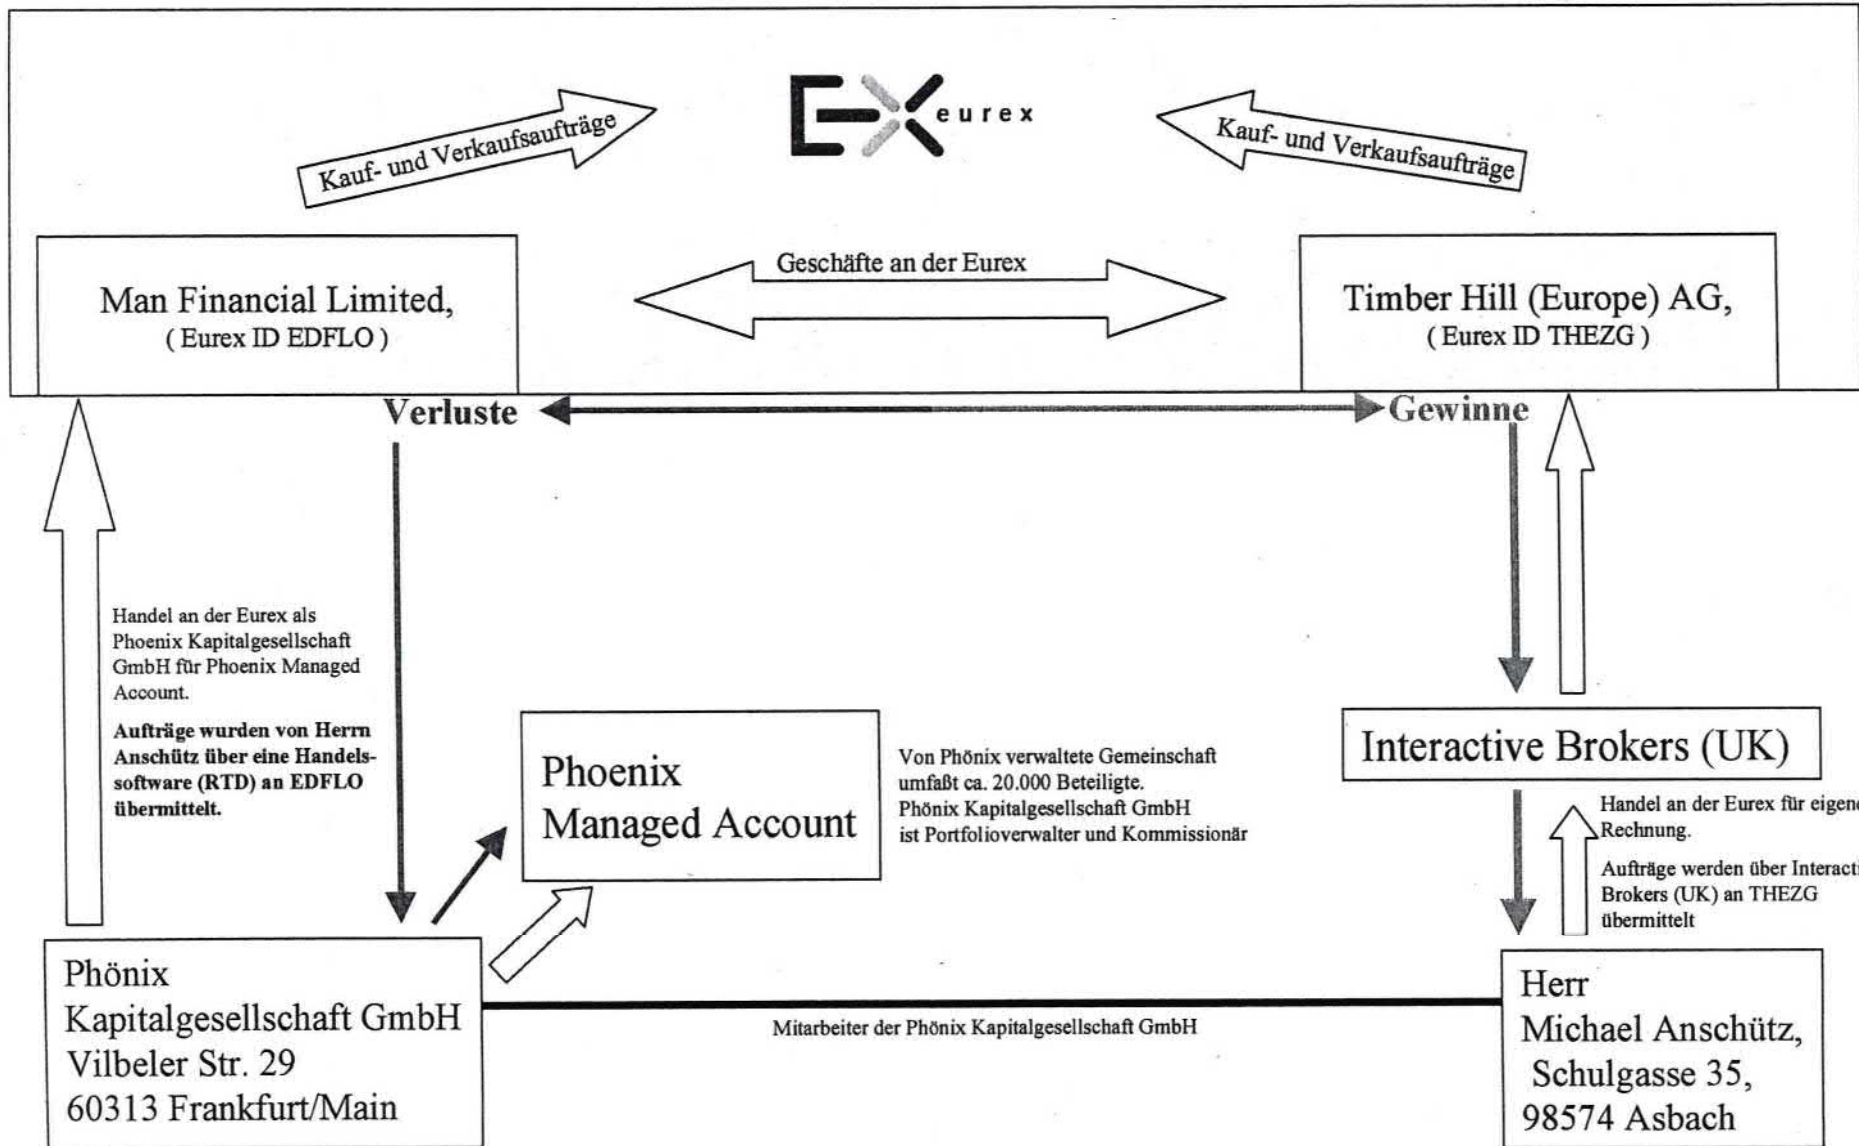 eurex
Kauf- und Verkaufsaufträge
Kauf- und Verkaufsaufträge
Geschäfte an der Eurex
Man Financial Limited,
( Eurex ID EDFLO )
Timber Hill (Europe) AG,
( Eurex ID THEZG )
Verluste
Gewinne
Handel an der Eurex als
Phoenix Kapitalgesellschaft
GmbH für Phoenix Managed
Account.
Aufträge wurden von Herrn
Anschütz über eine Handels-
software (RTD) an EDFLO
übermittelt.
Phoenix
Managed Account
Von Phönix verwaltete Gemeinschaft
umfaßt ca. 20.000 Beteiligte.
Phönix Kapitalgesellschaft GmbH
ist Portfolioverwalter und Kommissionär
Interactive Brokers (UK)
Handel an der Eurex für eigene
Rechnung.
Aufträge werden über Interacti
Brokers (UK) an THEZG
übermittelt
Phönix
Kapitalgesellschaft GmbH
Vilbeler Str. 29
60313 Frankfurt/Main
Mitarbeiter der Phönix Kapitalgesellschaft GmbH
Herr
Michael Anschütz,
Schulgasse 35,
98574 Asbach